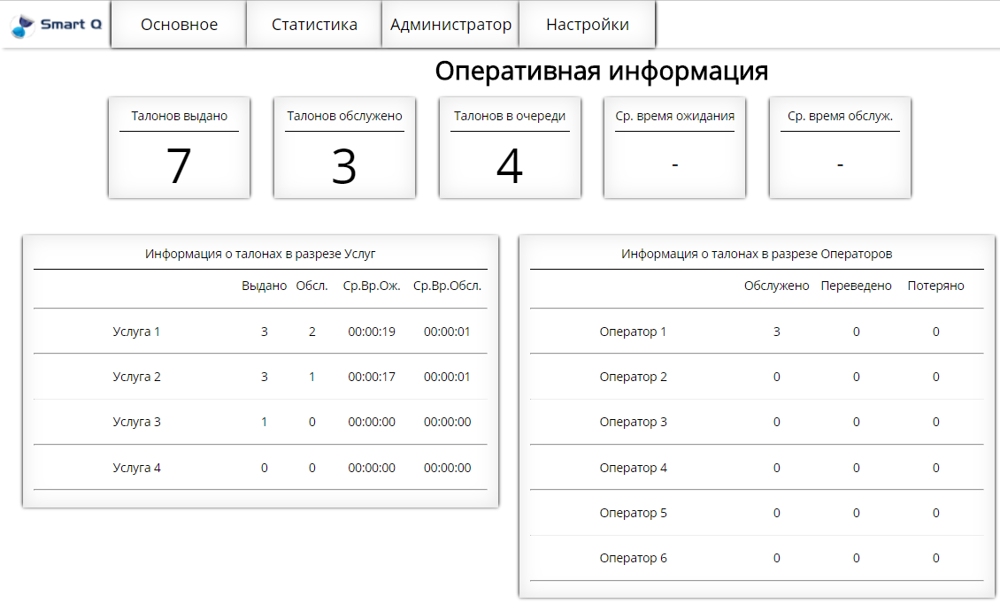 Smart Q Основное Статистика Администратор Настройки
Оперативная информация
Талонов выдано Талонов обслужено Талонов в очереди Ср. время ожидания Ср. время обслуж.
7 3 4 - -
Информация о талонах в разрезе Услуг
Выдано Обсл. Ср.Вр.Ож. Ср.Вр.Обсл.
Услуга 1 3 2 00:00:19 00:00:01
Услуга 2 3 1 00:00:17 00:00:01
Услуга 3 1 0 00:00:00 00:00:00
Услуга 4 0 0 00:00:00 00:00:00
Информация о талонах в разрезе Операторов
Обслужено Переведено Потеряно
Оператор 1 3 0 0
Оператор 2 0 0 0
Оператор 3 0 0 0
Оператор 4 0 0 0
Оператор 5 0 0 0
Оператор 6 0 0 0